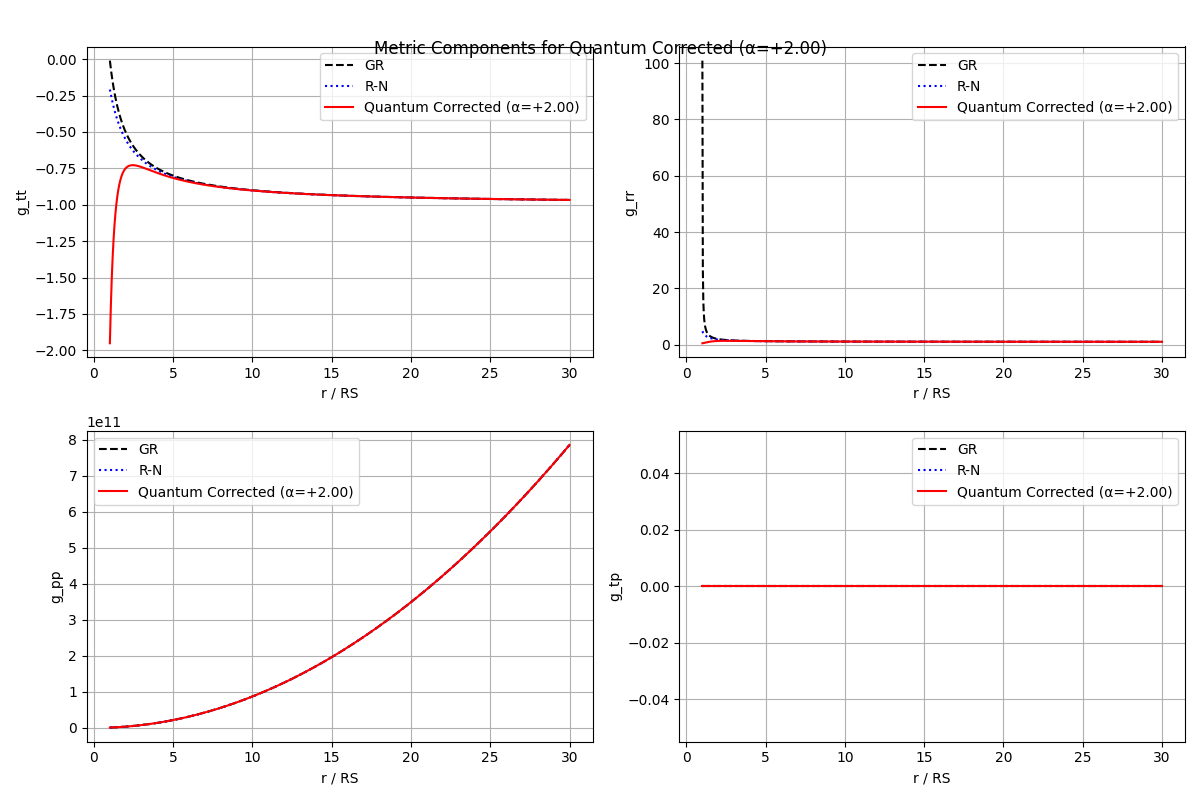 Metric Components for Quantum Corrected (α=+2.00)
0.00
−0.25
−0.50
−0.75
−1.00
−1.25
−1.50
−1.75
−2.00
g_tt
GR
R-N
Quantum Corrected (α=+2.00)
0 5 10 15 20 25 30
r / RS
100
80
60
40
20
0
g_rr
GR
R-N
Quantum Corrected (α=+2.00)
0 5 10 15 20 25 30
r / RS
1e11
8
7
6
5
4
3
2
1
0
g_pp
GR
R-N
Quantum Corrected (α=+2.00)
0 5 10 15 20 25 30
r / RS
0.04
0.02
0.00
−0.02
−0.04
g_tp
GR
R-N
Quantum Corrected (α=+2.00)
0 5 10 15 20 25 30
r / RS